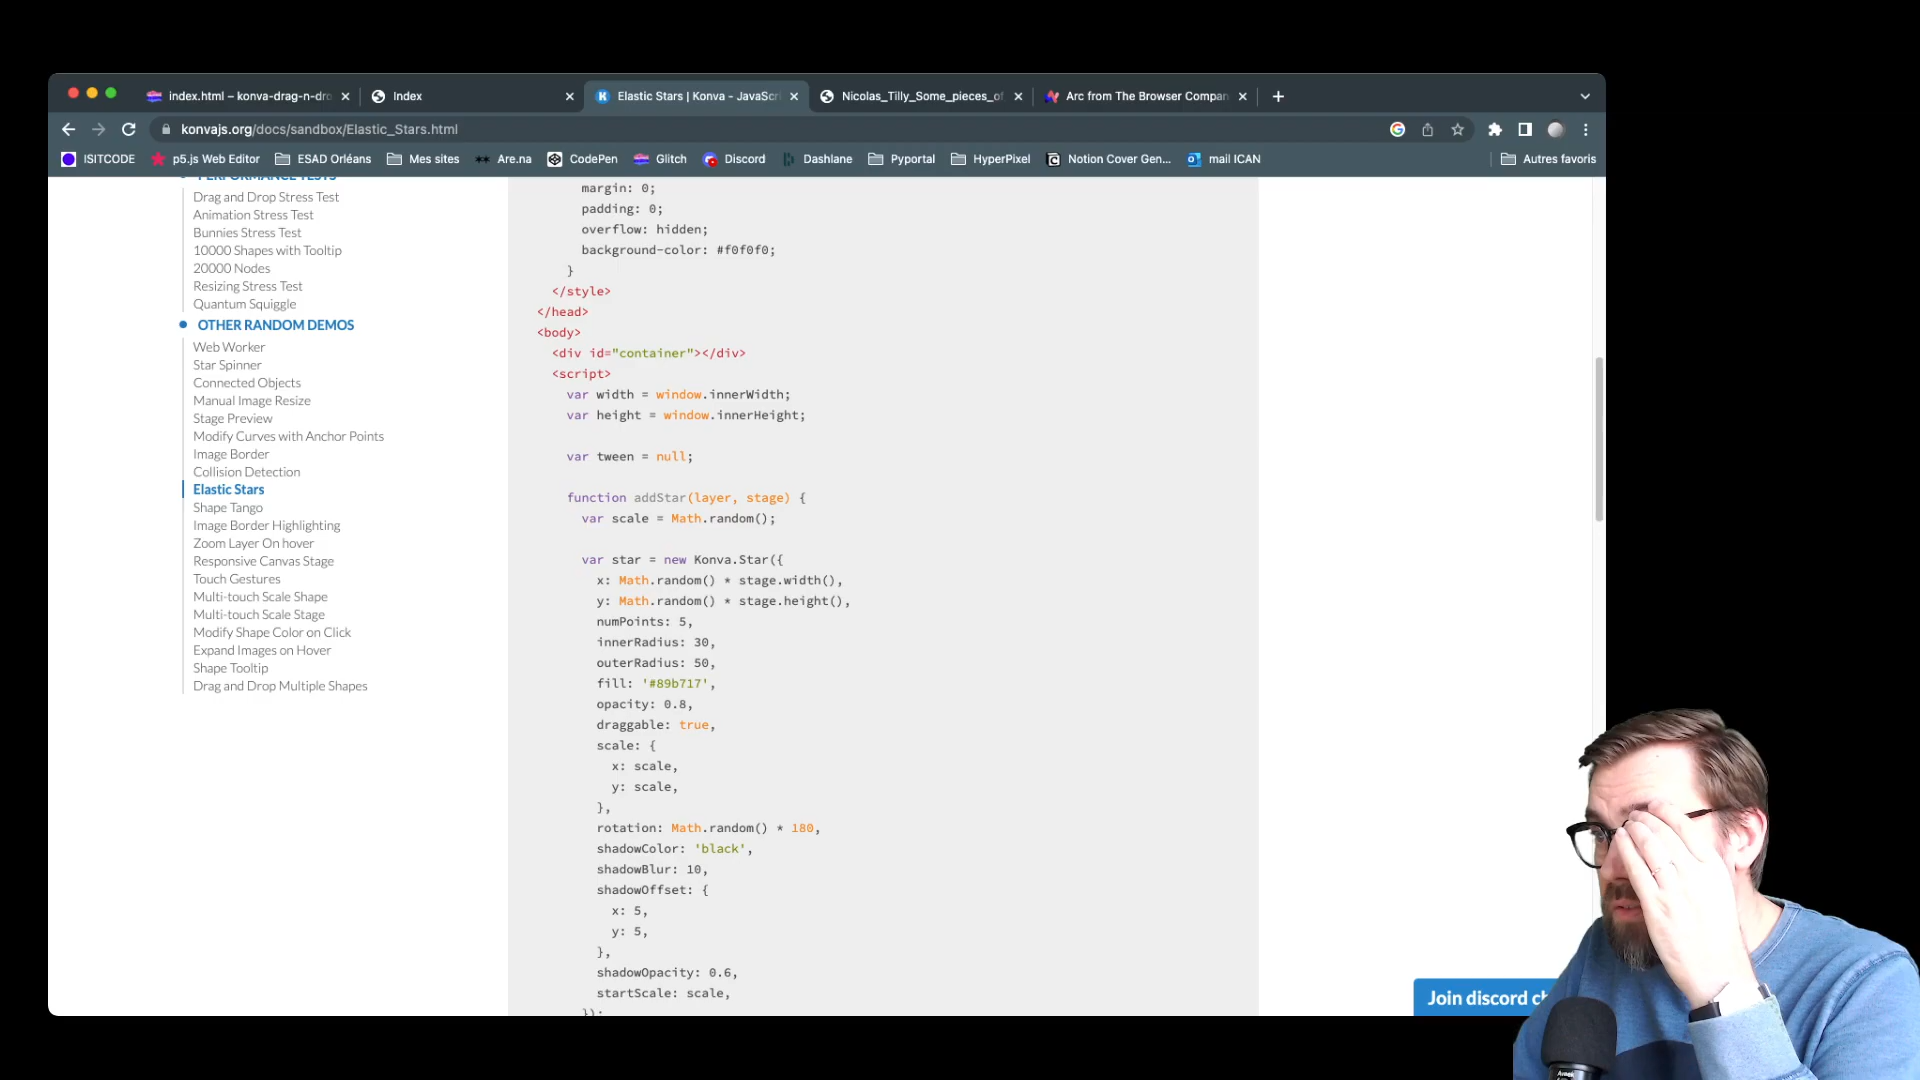 index.html – konva-drag-n-dro
Index
Elastic Stars | Konva - JavaScri
Nicolas_Tilly_Some_pieces_of
Arc from The Browser Compan
konvajs.org/docs/sandbox/Elastic_Stars.html
ISITCODE
p5.js Web Editor
ESAD Orléans
Mes sites
Are.na
CodePen
Glitch
Discord
Dashlane
Pyportal
HyperPixel
Notion Cover Gen...
mail ICAN
Autres favoris
PERFORMANCE TESTS
Drag and Drop Stress Test
Animation Stress Test
Bunnies Stress Test
10000 Shapes with Tooltip
20000 Nodes
Resizing Stress Test
Quantum Squiggle
OTHER RANDOM DEMOS
Web Worker
Star Spinner
Connected Objects
Manual Image Resize
Stage Preview
Modify Curves with Anchor Points
Image Border
Collision Detection
Elastic Stars
Shape Tango
Image Border Highlighting
Zoom Layer On hover
Responsive Canvas Stage
Touch Gestures
Multi-touch Scale Shape
Multi-touch Scale Stage
Modify Shape Color on Click
Expand Images on Hover
Shape Tooltip
Drag and Drop Multiple Shapes
margin: 0;
padding: 0;
overflow: hidden;
background-color: #f0f0f0;
}
</style>
</head>
<body>
<div id="container"></div>
<script>
var width = window.innerWidth;
var height = window.innerHeight;
var tween = null;
function addStar(layer, stage) {
var scale = Math.random();
var star = new Konva.Star({
x: Math.random() * stage.width(),
y: Math.random() * stage.height(),
numPoints: 5,
innerRadius: 30,
outerRadius: 50,
fill: '#89b717',
opacity: 0.8,
draggable: true,
scale: {
x: scale,
y: scale,
},
rotation: Math.random() * 180,
shadowColor: 'black',
shadowBlur: 10,
shadowOffset: {
x: 5,
y: 5,
},
shadowOpacity: 0.6,
startScale: scale,
});
Join discord ch